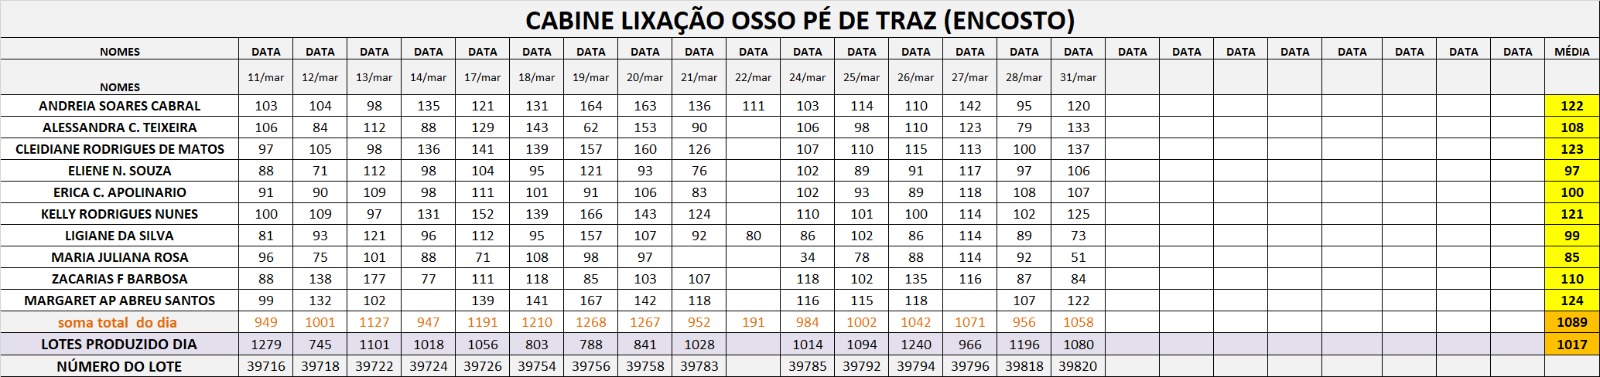 CABINE LIXAÇÃO OSSO PÉ DE TRAZ (ENCOSTO)
NOMES DATA DATA DATA DATA DATA DATA DATA DATA DATA DATA DATA DATA DATA DATA DATA DATA DATA DATA DATA DATA DATA DATA DATA DATA MÉDIA
NOMES 11/mar 12/mar 13/mar 14/mar 17/mar 18/mar 19/mar 20/mar 21/mar 22/mar 24/mar 25/mar 26/mar 27/mar 28/mar 31/mar
ANDREIA SOARES CABRAL 103 104 98 135 121 131 164 163 136 111 103 114 110 142 95 120 122
ALESSANDRA C. TEIXEIRA 106 84 112 88 129 143 62 153 90 106 98 110 123 79 133 108
CLEIDIANE RODRIGUES DE MATOS 97 105 98 136 141 139 157 160 126 107 110 115 113 100 137 123
ELIENE N. SOUZA 88 71 112 98 104 95 121 93 76 102 89 91 117 97 106 97
ERICA C. APOLINARIO 91 90 109 98 111 101 91 106 83 102 93 89 118 108 107 100
KELLY RODRIGUES NUNES 100 109 97 131 152 139 166 143 124 110 101 100 114 102 125 121
LIGIANE DA SILVA 81 93 121 96 112 95 157 107 92 80 86 102 86 114 89 73 99
MARIA JULIANA ROSA 96 75 101 88 71 108 98 97 34 78 88 114 92 51 85
ZACARIAS F BARBOSA 88 138 177 77 111 118 85 103 107 118 102 135 116 87 84 110
MARGARET AP ABREU SANTOS 99 132 102 139 141 167 142 118 116 115 118 107 122 124
soma total do dia 949 1001 1127 947 1191 1210 1268 1267 952 191 984 1002 1042 1071 956 1058 1089
LOTES PRODUZIDO DIA 1279 745 1101 1018 1056 803 788 841 1028 1014 1094 1240 966 1196 1080 1017
NÚMERO DO LOTE 39716 39718 39722 39724 39726 39754 39756 39758 39783 39785 39792 39794 39796 39818 39820